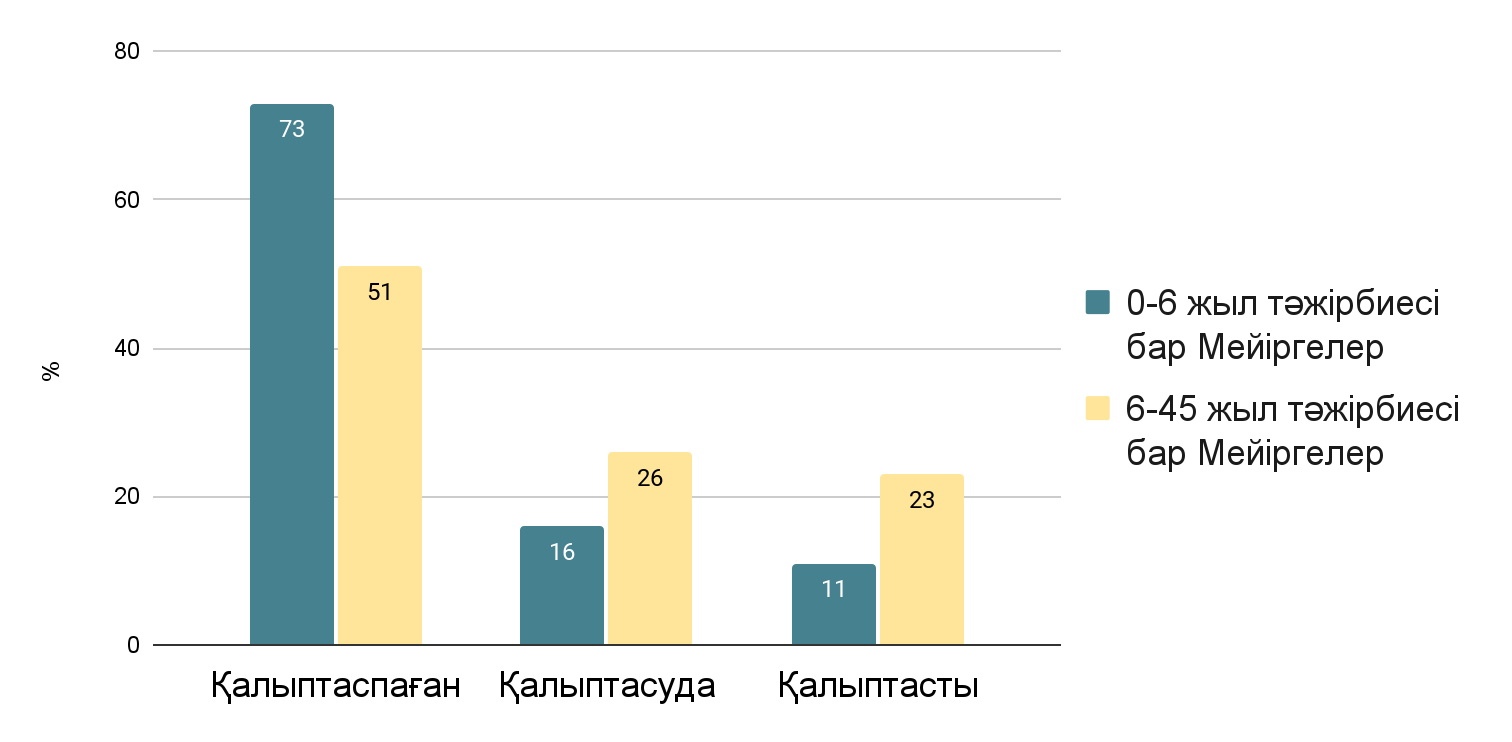 80
60
40
20
0
%
73
51
16
26
11
23
Қалыптаспаған
Қалыптасуда
Қалыптасты
0-6 жыл тәжірбиесі
бар Мейіргелер
6-45 жыл тәжірбиесі
бар Мейіргелер